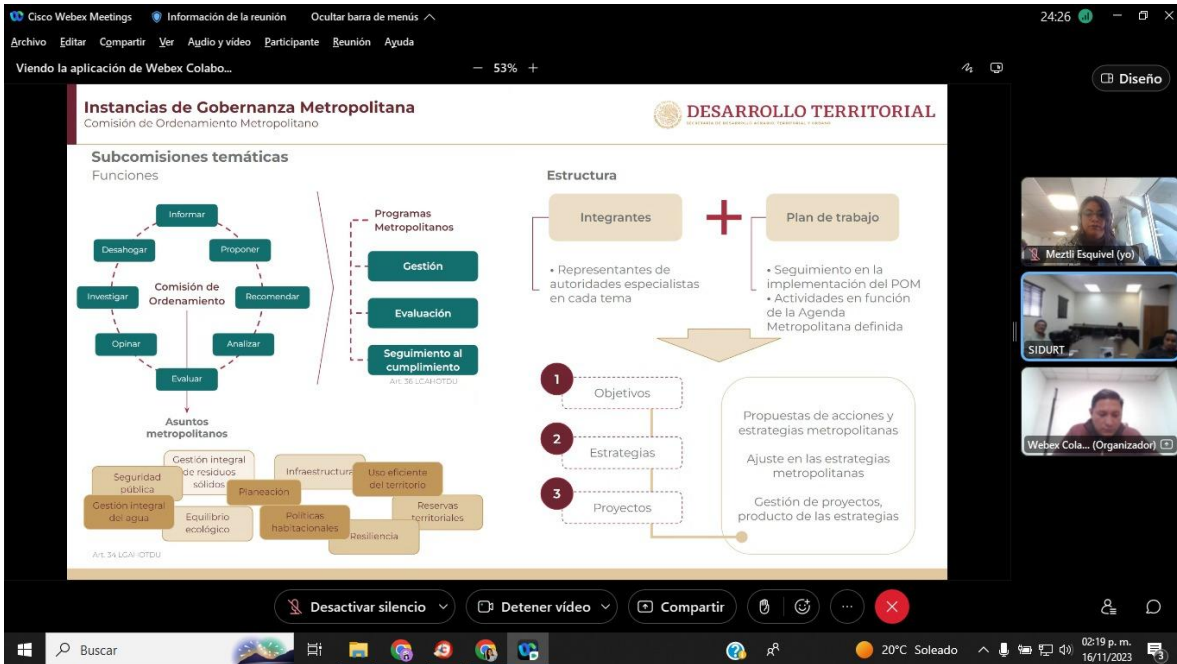 Cisco Webex Meetings
Información de la reunión
Ocultar barra de menús
24:26
Archivo Editar Compartir Ver Audio y vídeo Participante Reunión Ayuda
Viendo la aplicación de Webex Colabo...
53%
Diseño
Instancias de Gobernanza Metropolitana
Comisión de Ordenamiento Metropolitano
DESARROLLO TERRITORIAL
Subcomisiones temáticas
Funciones
Informar
Proponer
Recomendar
Analizar
Evaluar
Opinar
Investigar
Desahogar
Comisión de
Ordenamiento
Asuntos
metropolitanos
Programas
Metropolitanos
Gestión
Evaluación
Seguimiento al
cumplimiento
Art. 36 LGAHOTDU
Seguridad
pública
Gestión integral
de residuos
sólidos
Infraestructura
Uso eficiente
del territorio
Gestión integral
del agua
Planeación
Equilibrio
ecológico
Políticas
habitacionales
Reservas
territoriales
Resiliencia
Art. 34 LGAHOTDU
Estructura
Integrantes
Plan de trabajo
• Representantes de
autoridades especialistas
en cada tema
• Seguimiento en la
implementación del POM
• Actividades en función
de la Agenda
Metropolitana definida
1
Objetivos
2
Estrategias
3
Proyectos
Propuestas de acciones y
estrategias metropolitanas
Ajuste en las estrategias
metropolitanas
Gestión de proyectos,
producto de las estrategias
Meztli Esquivel (yo)
SIDURT
Webex Cola... (Organizador)
Desactivar silencio
Detener vídeo
Compartir
Buscar
20°C Soleado
02:19 p. m.
16/11/2023
3